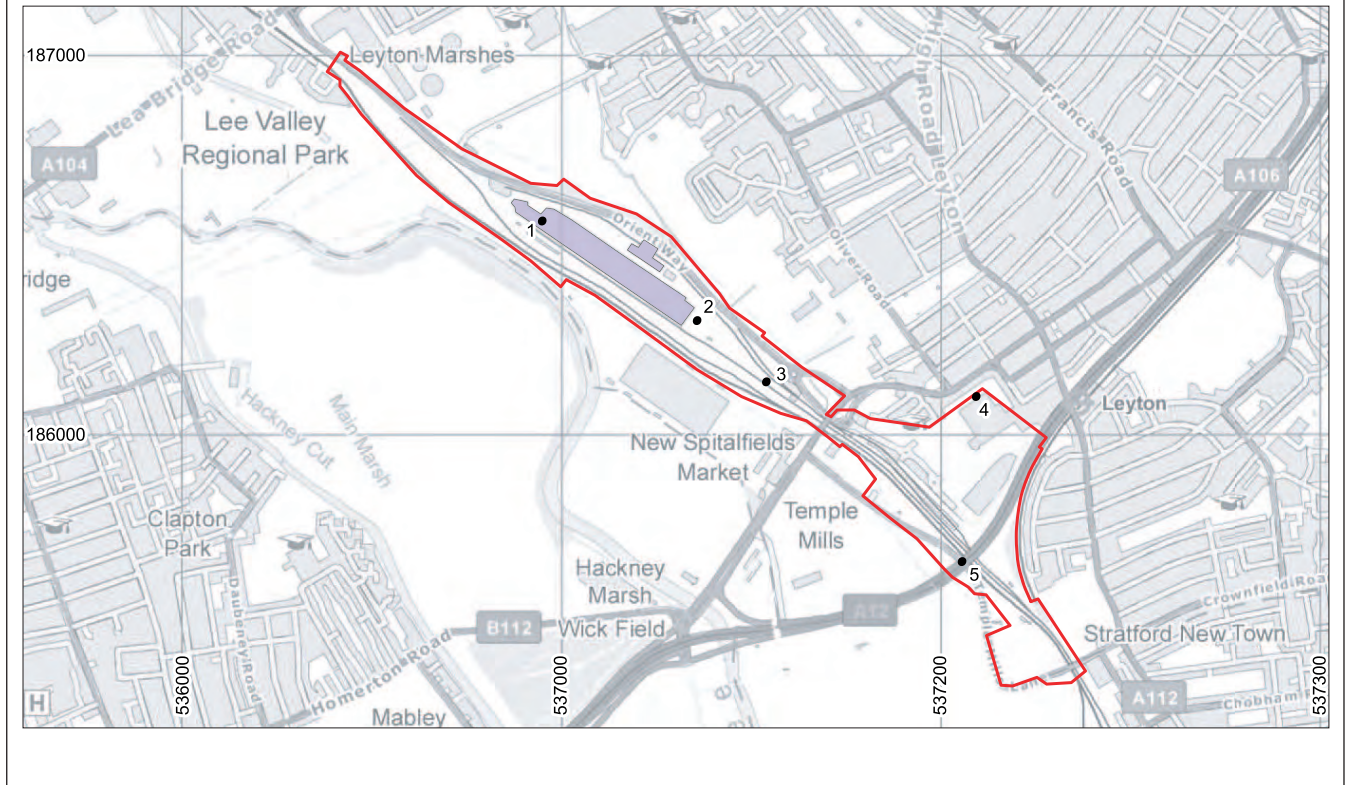 187000
Leyton Marshes
Lea Bridge Road
High Road Leyton
Francis Road
Lee Valley
Regional Park
A104
A106
1
Orient Way
Oliver Road
ridge
2
3
4
Leyton
Hackney Cut
Main Marsh
186000
New Spitalfields
Market
Clapton
Park
Temple
Mills
5
Hackney
Marsh
Daubeney Road
A12
Crownfield Roa
B112
Wick Field
Stratford New Town
Homerton Road
536000
537000
537200
537300
H
Mabley
A112
Chobham